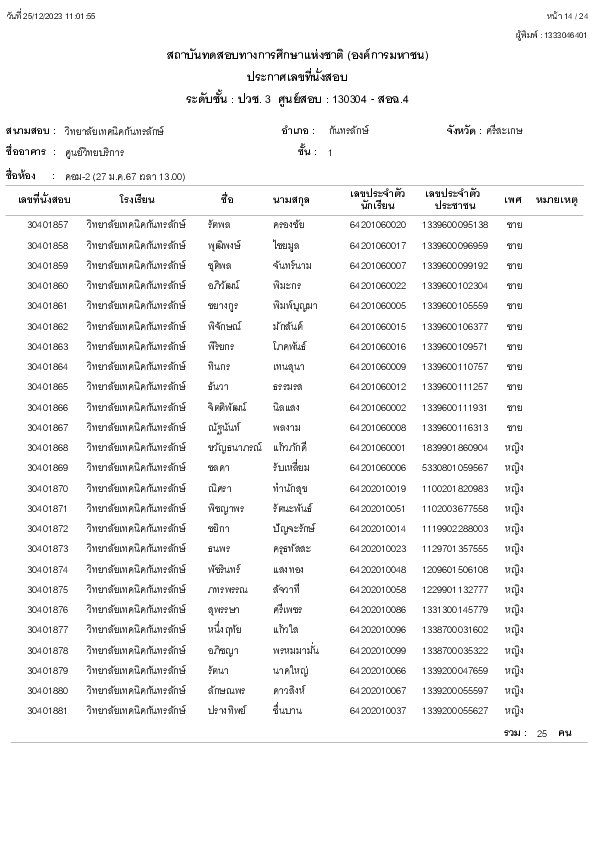 วันที่ 25/12/2023 11:01:55 หน้า 14 / 24
ผู้พิมพ์ : 1333046401
สถาบันทดสอบทางการศึกษาแห่งชาติ (องค์การมหาชน)
ประกาศเลขที่นั่งสอบ
ระดับชั้น : ปวช. 3 ศูนย์สอบ : 130304 - สอฉ.4
สนามสอบ : วิทยาลัยเทคนิคกันทรลักษ์ อำเภอ : กันทรลักษ์ จังหวัด : ศรีสะเกษ
ชื่ออาคาร : ศูนย์วิทยบริการ ชั้น : 1
ชื่อห้อง : คอม-2 (27 ม.ค.67 เวลา 13.00)
เลขที่นั่งสอบ โรงเรียน ชื่อ นามสกุล เลขประจำตัวนักเรียน เลขประจำตัวประชาชน เพศ หมายเหตุ
30401857 วิทยาลัยเทคนิคกันทรลักษ์ รัตพล ครองชัย 64201060020 1339600095138 ชาย
30401858 วิทยาลัยเทคนิคกันทรลักษ์ พุฒิพงษ์ ไชยมูล 64201060017 1339600096959 ชาย
30401859 วิทยาลัยเทคนิคกันทรลักษ์ ชุติพล จันทร์นาม 64201060007 1339600099192 ชาย
30401860 วิทยาลัยเทคนิคกันทรลักษ์ อภิวัฒน์ พิมะกร 64201060022 1339600102304 ชาย
30401861 วิทยาลัยเทคนิคกันทรลักษ์ ชยางกูร พิมพ์บุญมา 64201060005 1339600105559 ชาย
30401862 วิทยาลัยเทคนิคกันทรลักษ์ พิจักษณ์ มักสันต์ 64201060015 1339600106377 ชาย
30401863 วิทยาลัยเทคนิคกันทรลักษ์ พีรยกร โภคพันธ์ 64201060016 1339600109571 ชาย
30401864 วิทยาลัยเทคนิคกันทรลักษ์ ทินกร เทนสุนา 64201060009 1339600110757 ชาย
30401865 วิทยาลัยเทคนิคกันทรลักษ์ ธันวา ธรรมรส 64201060012 1339600111257 ชาย
30401866 วิทยาลัยเทคนิคกันทรลักษ์ จิตติพัฒน์ นิลแสง 64201060002 1339600111931 ชาย
30401867 วิทยาลัยเทคนิคกันทรลักษ์ ณัฐนันท์ พลงาม 64201060008 1339600116313 ชาย
30401868 วิทยาลัยเทคนิคกันทรลักษ์ ขวัญธนาภรณ์ แก้วภักดี 64201060001 1839901860904 หญิง
30401869 วิทยาลัยเทคนิคกันทรลักษ์ ชลดา รับเหลี่ยม 64201060006 5330801059567 หญิง
30401870 วิทยาลัยเทคนิคกันทรลักษ์ ณิศรา ทำนักสุข 64202010019 1100201820983 หญิง
30401871 วิทยาลัยเทคนิคกันทรลักษ์ พิชญาพร รัตนะพันธ์ 64202010051 1102003677558 หญิง
30401872 วิทยาลัยเทคนิคกันทรลักษ์ ชยิกา ปัญจะรักษ์ 64202010014 1119902288003 หญิง
30401873 วิทยาลัยเทคนิคกันทรลักษ์ ธนพร ครุธทัสสะ 64202010023 1129701357555 หญิง
30401874 วิทยาลัยเทคนิคกันทรลักษ์ พัชรินทร์ แสงทอง 64202010048 1209601506108 หญิง
30401875 วิทยาลัยเทคนิคกันทรลักษ์ ภทรพรรณ สัจวาที 64202010058 1229901132777 หญิง
30401876 วิทยาลัยเทคนิคกันทรลักษ์ สุพรรษา ศรีเพชร 64202010086 1331300145779 หญิง
30401877 วิทยาลัยเทคนิคกันทรลักษ์ หนึ่งฤทัย แก้วใส 64202010096 1338700031602 หญิง
30401878 วิทยาลัยเทคนิคกันทรลักษ์ อภิชญา พรหมมามั่น 64202010099 1338700035322 หญิง
30401879 วิทยาลัยเทคนิคกันทรลักษ์ รัตนา นาคใหญ่ 64202010066 1339200047659 หญิง
30401880 วิทยาลัยเทคนิคกันทรลักษ์ ลักษณพร ดาวสิงห์ 64202010067 1339200055597 หญิง
30401881 วิทยาลัยเทคนิคกันทรลักษ์ ปรางทิพย์ ชื่นบาน 64202010037 1339200055627 หญิง
รวม : 25 คน